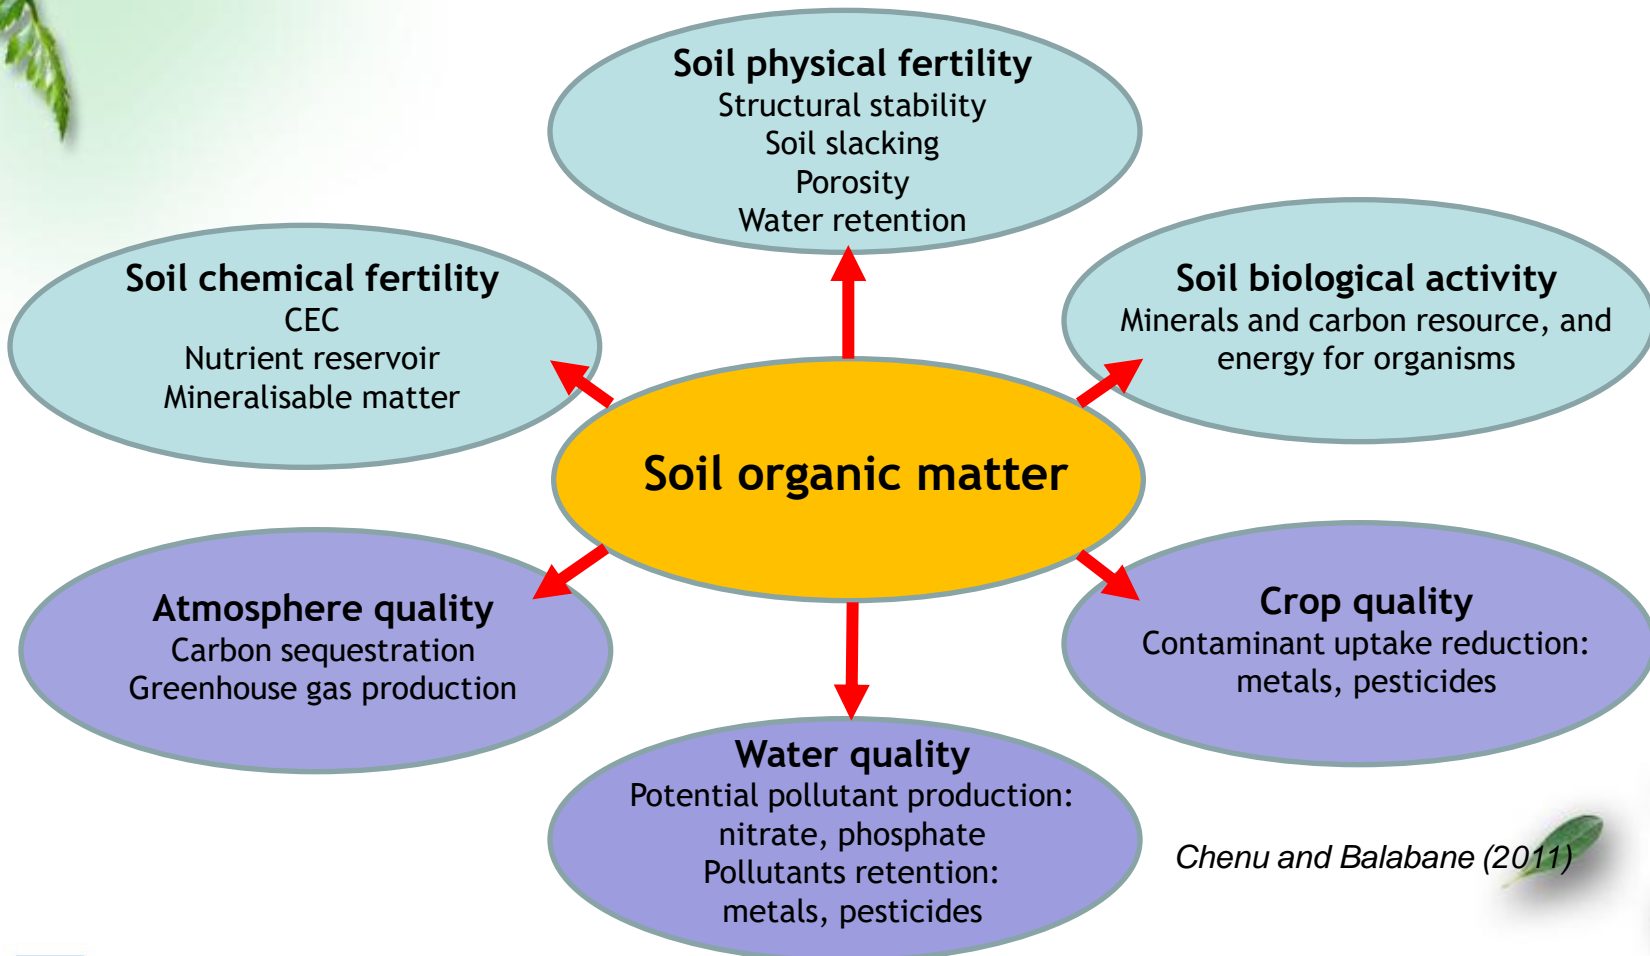 Soil physical fertility
Structural stability
Soil slacking
Porosity
Water retention
Soil chemical fertility
CEC
Nutrient reservoir
Mineralisable matter
Soil biological activity
Minerals and carbon resource, and
energy for organisms
Soil organic matter
Atmosphere quality
Carbon sequestration
Greenhouse gas production
Crop quality
Contaminant uptake reduction:
metals, pesticides
Water quality
Potential pollutant production:
nitrate, phosphate
Pollutants retention:
metals, pesticides
Chenu and Balabane (2011)